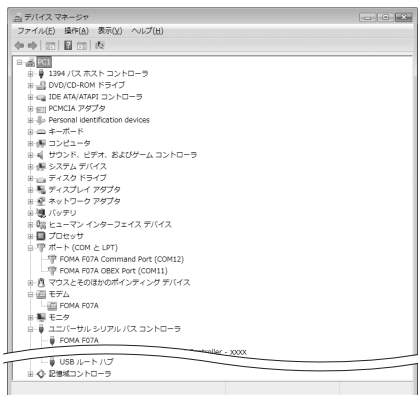 デバイス マネージャ
ファイル(F) 操作(A) 表示(V) ヘルプ(H)
PC1
1394 バス ホスト コントローラ
DVD/CD-ROM ドライブ
IDE ATA/ATAPI コントローラ
PCMCIA アダプタ
Personal identification devices
キーボード
コンピュータ
サウンド、ビデオ、およびゲーム コントローラ
システム デバイス
ディスク ドライブ
ディスプレイ アダプタ
ネットワーク アダプタ
バッテリ
ヒューマン インターフェイス デバイス
プロセッサ
ポート (COM と LPT)
FOMA F07A Command Port (COM12)
FOMA F07A OBEX Port (COM11)
マウスとそのほかのポインティング デバイス
モデム
FOMA F07A
モニタ
ユニバーサル シリアル バス コントローラ
FOMA F07A
Controller - xxxx
USB ルート ハブ
記憶域コントローラ